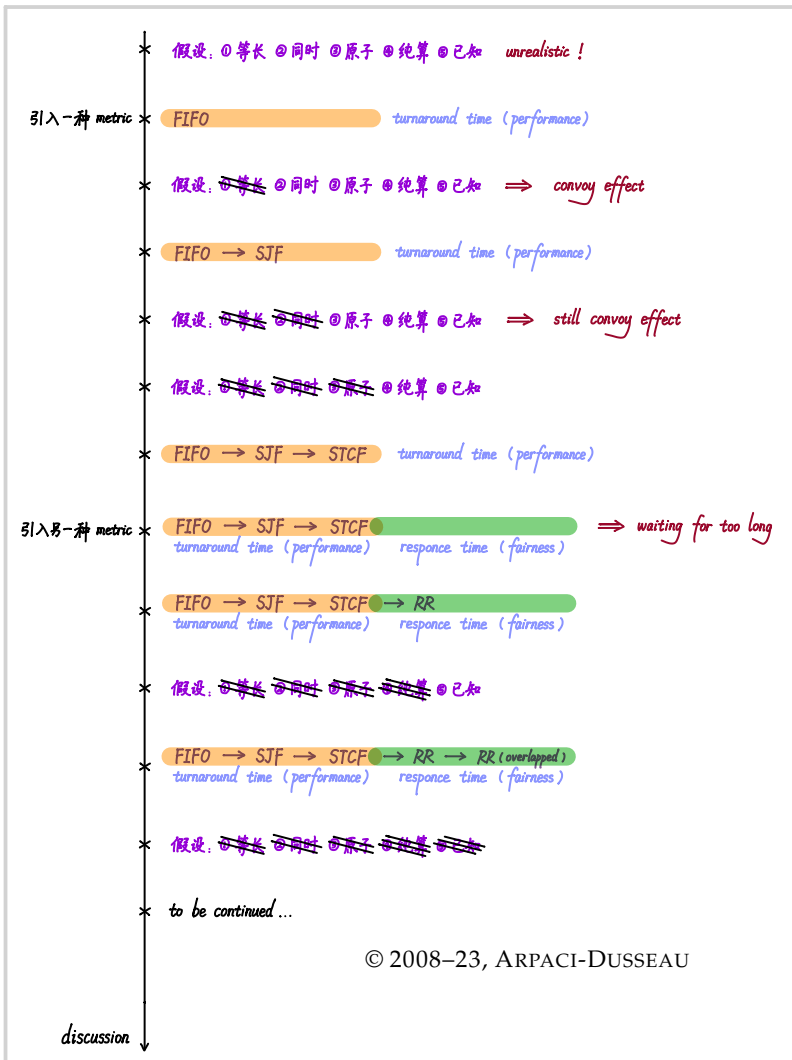 假设: ①等长 ②同时 ③原子 ④纯算 ⑤已知 unrealistic !
引入一种 metric FIFO turnaround time (performance)
假设: ①等长 ②同时 ③原子 ④纯算 ⑤已知 ⇒ convoy effect
FIFO → SJF turnaround time (performance)
假设: ①等长 ②同时 ③原子 ④纯算 ⑤已知 ⇒ still convoy effect
假设: ①等长 ②同时 ③原子 ④纯算 ⑤已知
FIFO → SJF → STCF turnaround time (performance)
引入另一种 metric FIFO → SJF → STCF ⇒ waiting for too long
turnaround time (performance) responce time (fairness)
FIFO → SJF → STCF → RR
turnaround time (performance) responce time (fairness)
假设: ①等长 ②同时 ③原子 ④纯算 ⑤已知
FIFO → SJF → STCF → RR → RR (overlapped)
turnaround time (performance) responce time (fairness)
假设: ①等长 ②同时 ③原子 ④纯算 ⑤已知
to be continued...
© 2008–23, ARPACI-DUSSEAU
discussion